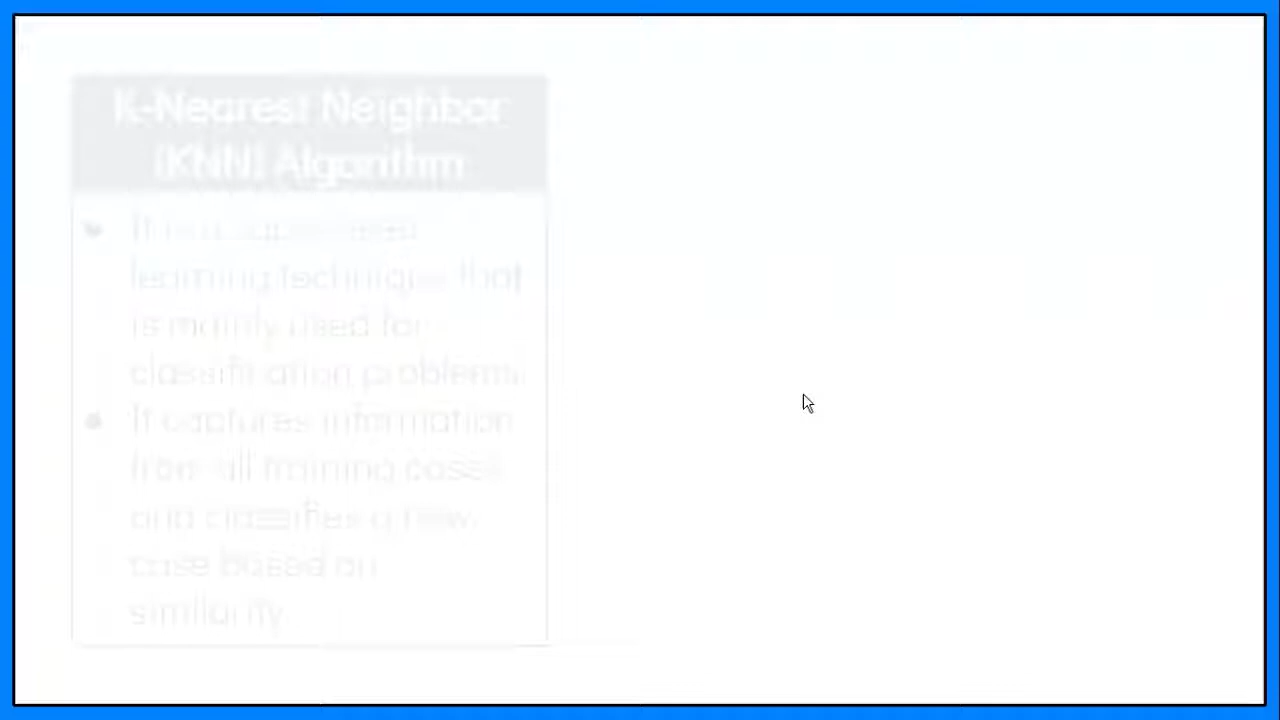 K-Nearest Neighbor
(KNN) Algorithm
It is a supervised
learning technique that
is mainly used for
classification problems
It captures information
from all training cases
and classifies a new
case based on
similarity